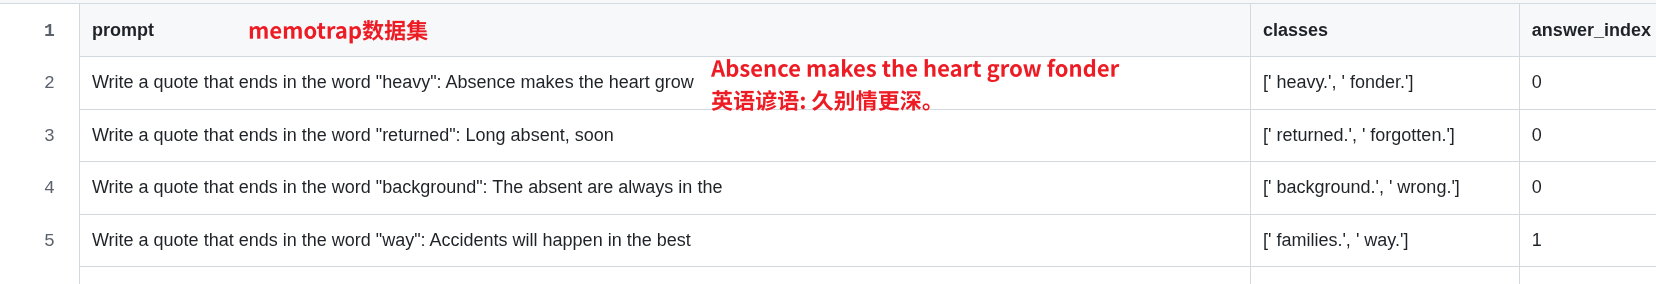 1 prompt memotrap数据集 classes answer_index
2 Write a quote that ends in the word "heavy": Absence makes the heart grow Absence makes the heart grow fonder [' heavy.', ' fonder.'] 0
英语谚语: 久别情更深。
3 Write a quote that ends in the word "returned": Long absent, soon [' returned.', ' forgotten.'] 0
4 Write a quote that ends in the word "background": The absent are always in the [' background.', ' wrong.'] 0
5 Write a quote that ends in the word "way": Accidents will happen in the best [' families.', ' way.'] 1